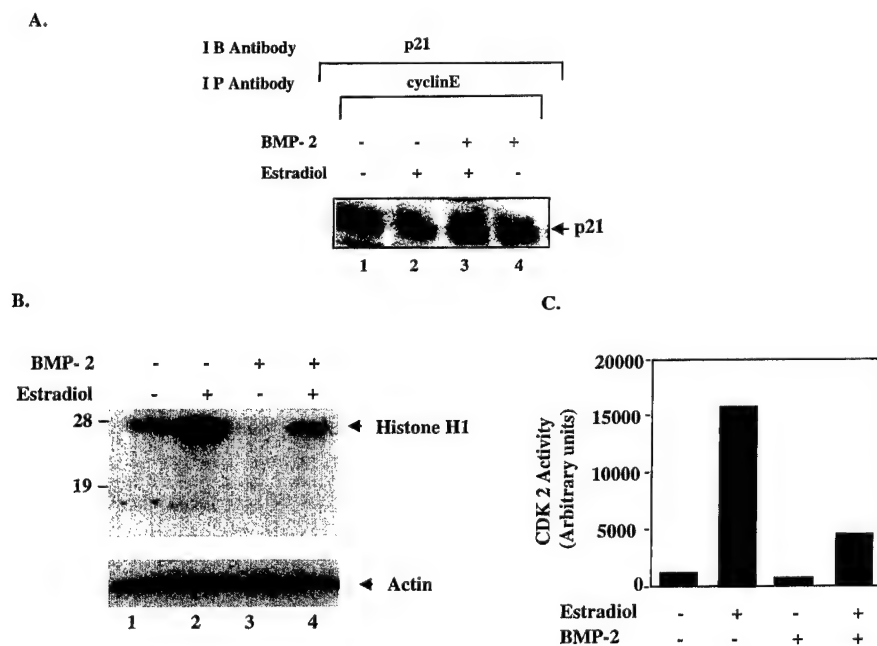 A.
I B Antibody p21
I P Antibody cyclinE
BMP- 2 - - + +
Estradiol - + + -
p21
1 2 3 4
B.
BMP- 2 - - + +
Estradiol - + - +
28
Histone H1
19
Actin
1 2 3 4
C.
20000
15000
10000
5000
0
CDK 2 Activity
(Arbitrary units)
Estradiol - + - +
BMP-2 - - + +